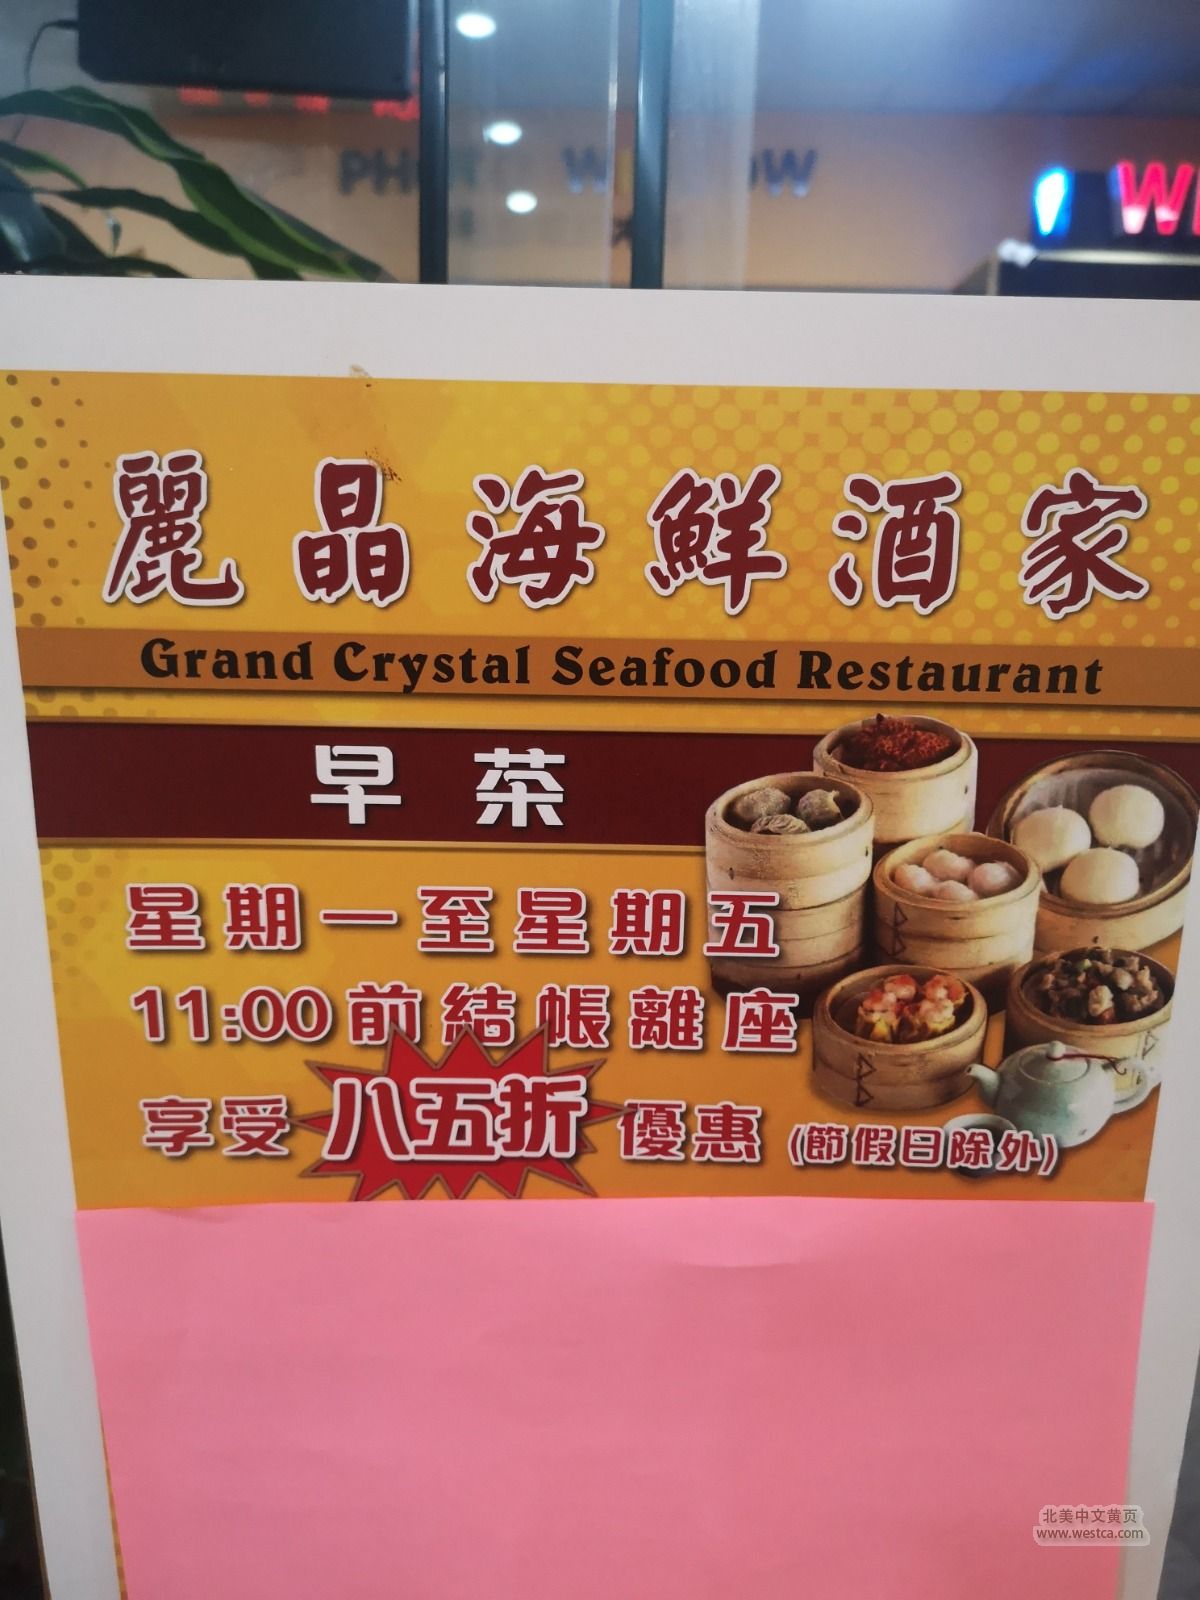 麗晶海鮮酒家
Grand Crystal Seafood Restaurant
早茶
星期一至星期五
11:00前結帳離座
享受 八五折 優惠 (節假日除外)
北美中文黄页
www.westca.com